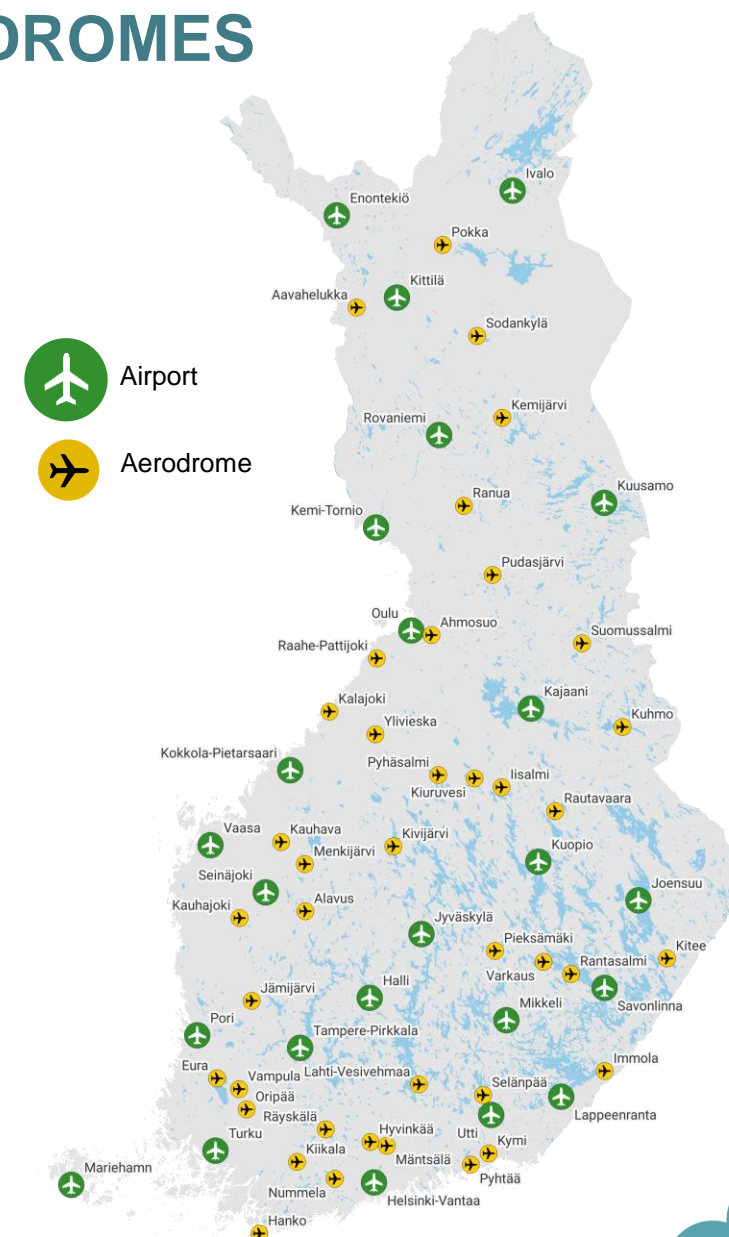 DROMES
Ivalo
Enontekiö
Pokka
Kittilä
Aavahelukka
Sodankylä
Airport
Kemijärvi
Rovaniemi
Aerodrome
Kuusamo
Ranua
Kemi-Tornio
Pudasjärvi
Oulu
Ahmosuo
Suomussalmi
Raahe-Pattijoki
Kajaani
Kalajoki
Kuhmo
Ylivieska
Kokkola-Pietarsaari
Pyhäsalmi
Iisalmi
Kiuruvesi
Rautavaara
Vaasa
Kauhava
Kivijärvi
Kuopio
Menkijärvi
Seinäjoki
Joensuu
Alavus
Kauhajoki
Jyväskylä
Pieksämäki
Kitee
Rantasalmi
Varkaus
Halli
Jämijärvi
Mikkeli
Savonlinna
Pori
Tampere-Pirkkala
Immola
Eura
Vampula
Lahti-Vesivehmaa
Selänpää
Oripää
Lappeenranta
Räyskälä
Turku
Hyvinkää
Utti
Kymi
Kiikala
Mäntsälä
Mariehamn
Pyhtää
Nummela
Helsinki-Vantaa
Hanko